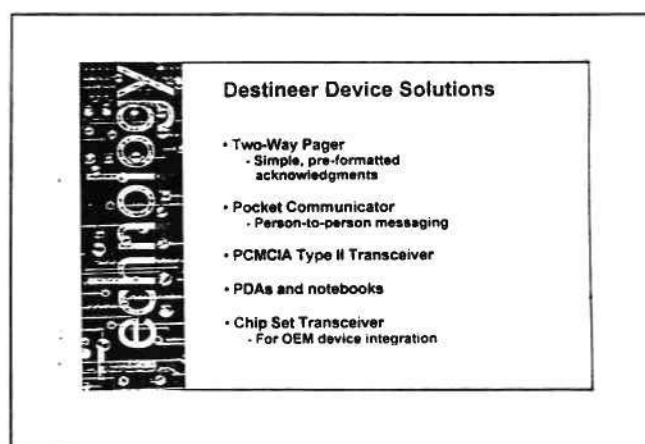 Technology
Destineer Device Solutions
• Two-Way Pager
- Simple, pre-formatted
acknowledgments
• Pocket Communicator
- Person-to-person messaging
• PCMCIA Type II Transceiver
• PDAs and notebooks
• Chip Set Transceiver
- For OEM device integration